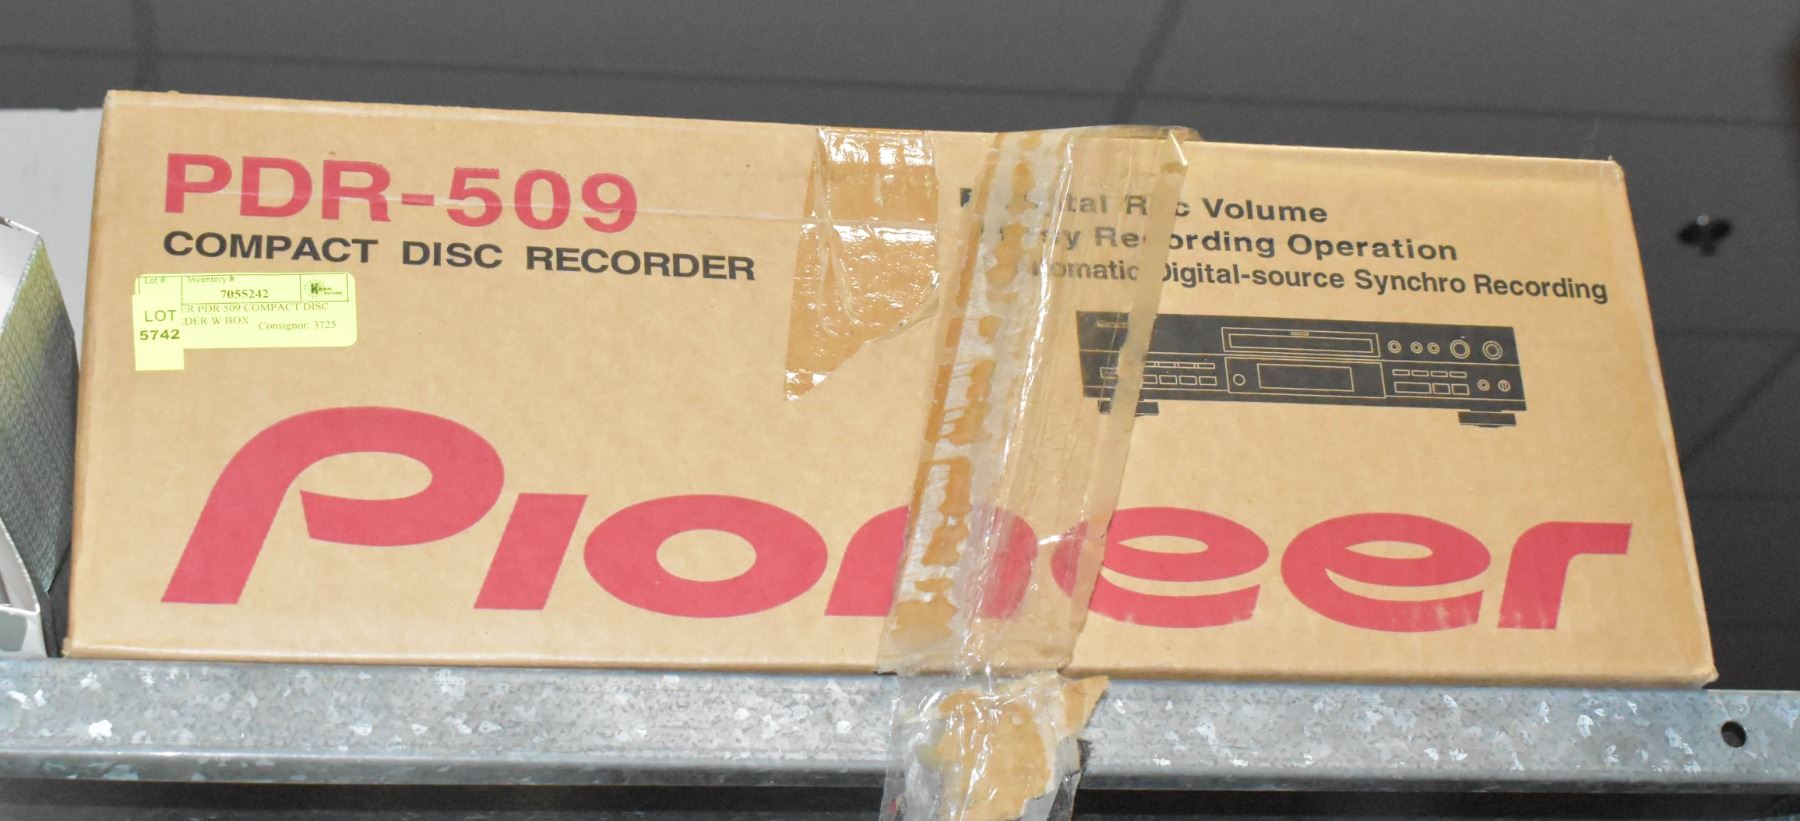 PDR-509
COMPACT DISC RECORDER
Volume
Recording Operation
Digital-source Synchro Recording
Lot # Inventory #
7055242
PDR 509 COMPACT DISC
W BOX Consignor: 3725
LOT
5742
Pioneer